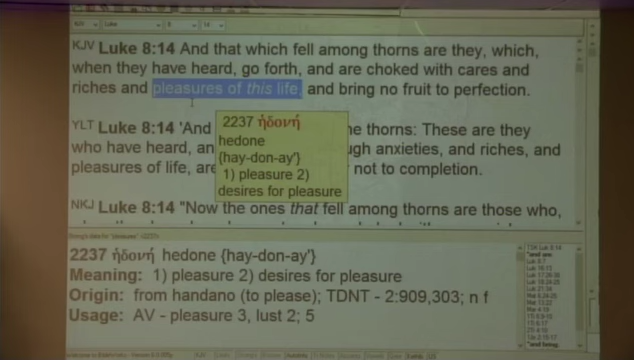 KJV Luke 8:14 And that which fell among thorns are they, which,
when they have heard, go forth, and are choked with cares and
riches and pleasures of this life, and bring no fruit to perfection.
YLT Luke 8:14 'And
the thorns: These are they
who have heard, an
ugh anxieties, and riches, and
pleasures of life, are
not to completion.
2237 ἡδονή
hedone
{hay-don-ay'}
1) pleasure 2)
desires for pleasure
NKJ Luke 8:14 "Now the ones that fell among thorns are those who,
2237 ἡδονή hedone {hay-don-ay'}
Meaning: 1) pleasure 2) desires for pleasure
Origin: from handano (to please); TDNT - 2:909,303; n f
Usage: AV - pleasure 3, lust 2; 5